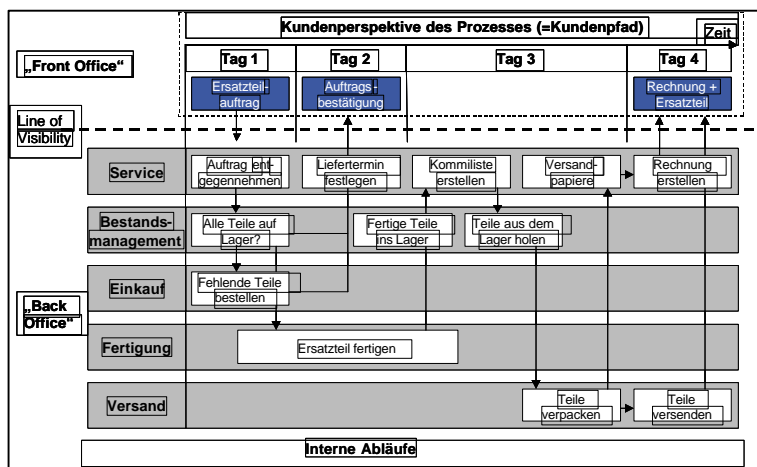 Kundenperspektive des Prozesses (=Kundenpfad)
Zeit
„Front Office“
Tag 1
Tag 2
Tag 3
Tag 4
Ersatzteil-
auftrag
Auftrags-
bestätigung
Rechnung +
Ersatzteil
Line of
Visibility
Service
Auftrag ent-
gegennehmen
Liefertermin
festlegen
Kommiliste
erstellen
Versand-
papiere
Rechnung
erstellen
Bestands-
management
Alle Teile auf
Lager?
Fertige Teile
ins Lager
Teile aus dem
Lager holen
Einkauf
Fehlende Teile
bestellen
„Back
Office“
Fertigung
Ersatzteil fertigen
Versand
Teile
verpacken
Teile
versenden
Interne Abläufe